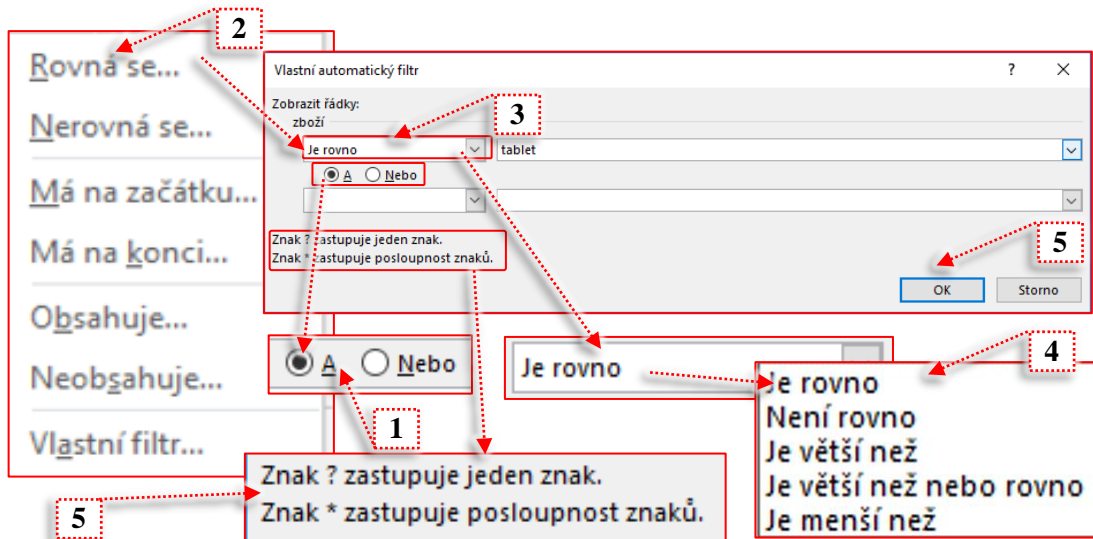 2
Rovná se...
Nerovná se...
Má na začátku...
Má na konci...
Obsahuje...
Neobsahuje...
Vlastní filtr...
Vlastní automatický filtr
?
Zobrazit řádky:
zboží
3
Je rovno
tablet
A Nebo
Znak ? zastupuje jeden znak.
Znak * zastupuje posloupnost znaků.
5
OK Storno
A Nebo
1
Je rovno
4
Je rovno
Není rovno
Je větší než
Je větší než nebo rovno
Je menší než
5
Znak ? zastupuje jeden znak.
Znak * zastupuje posloupnost znaků.